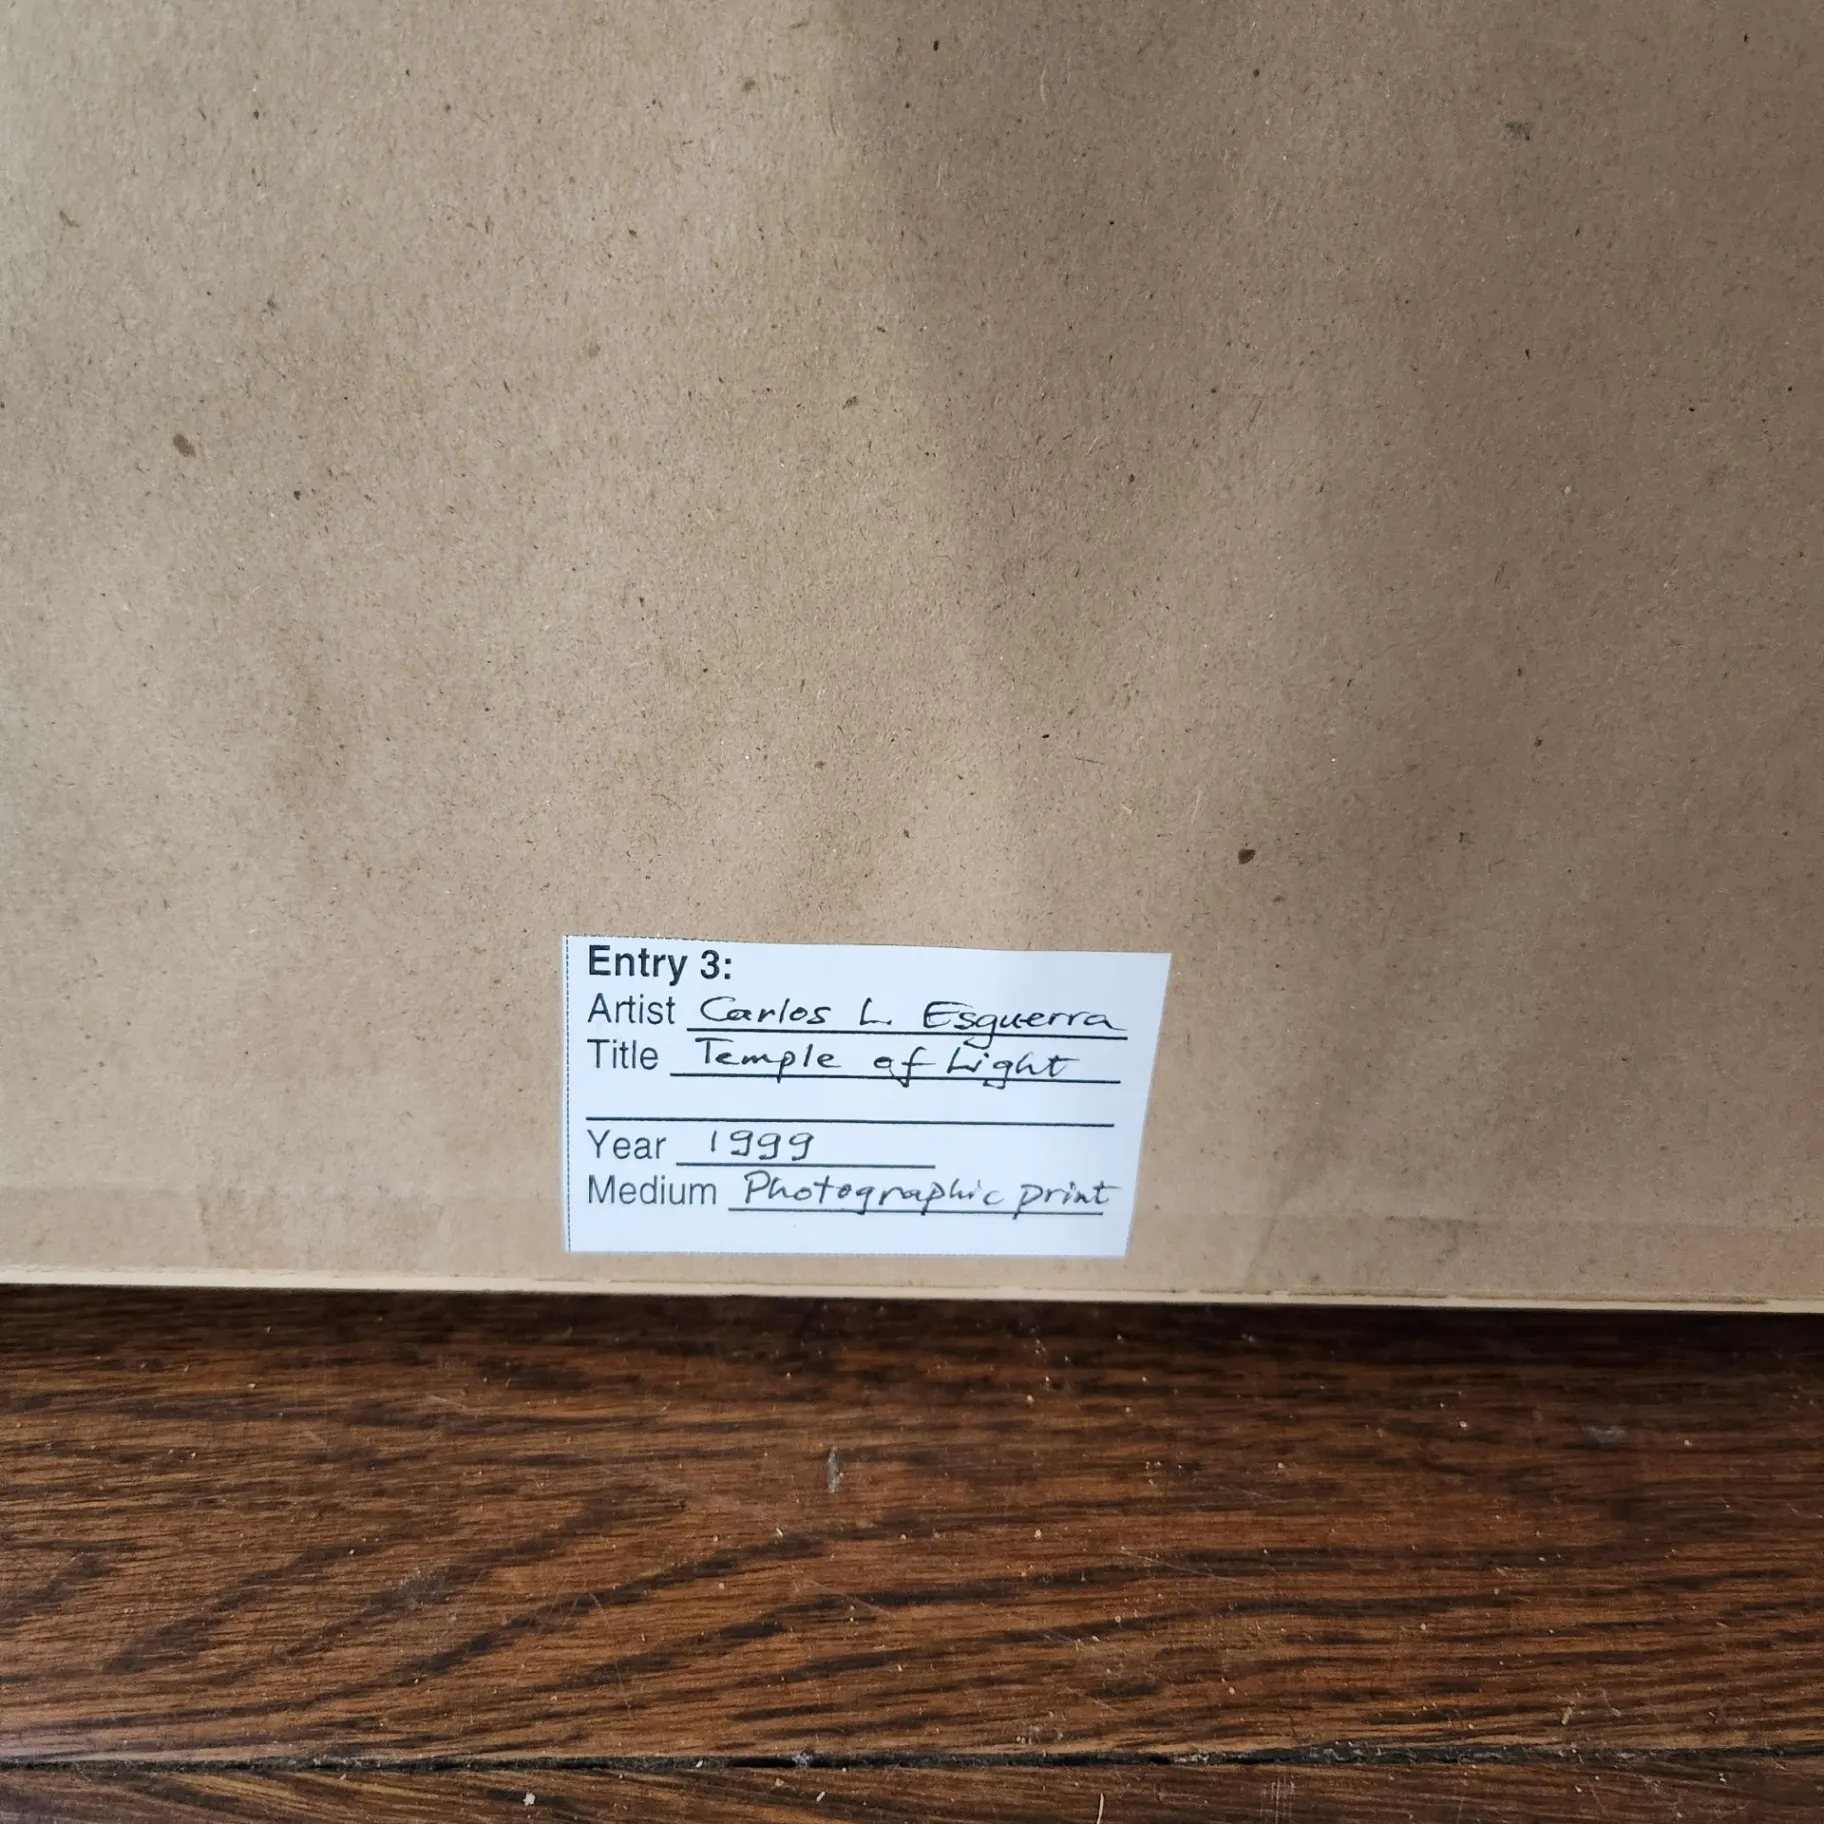 Entry 3:
Artist Carlos L. Esguerra
Title Temple of Light
Year 1999
Medium Photographic print